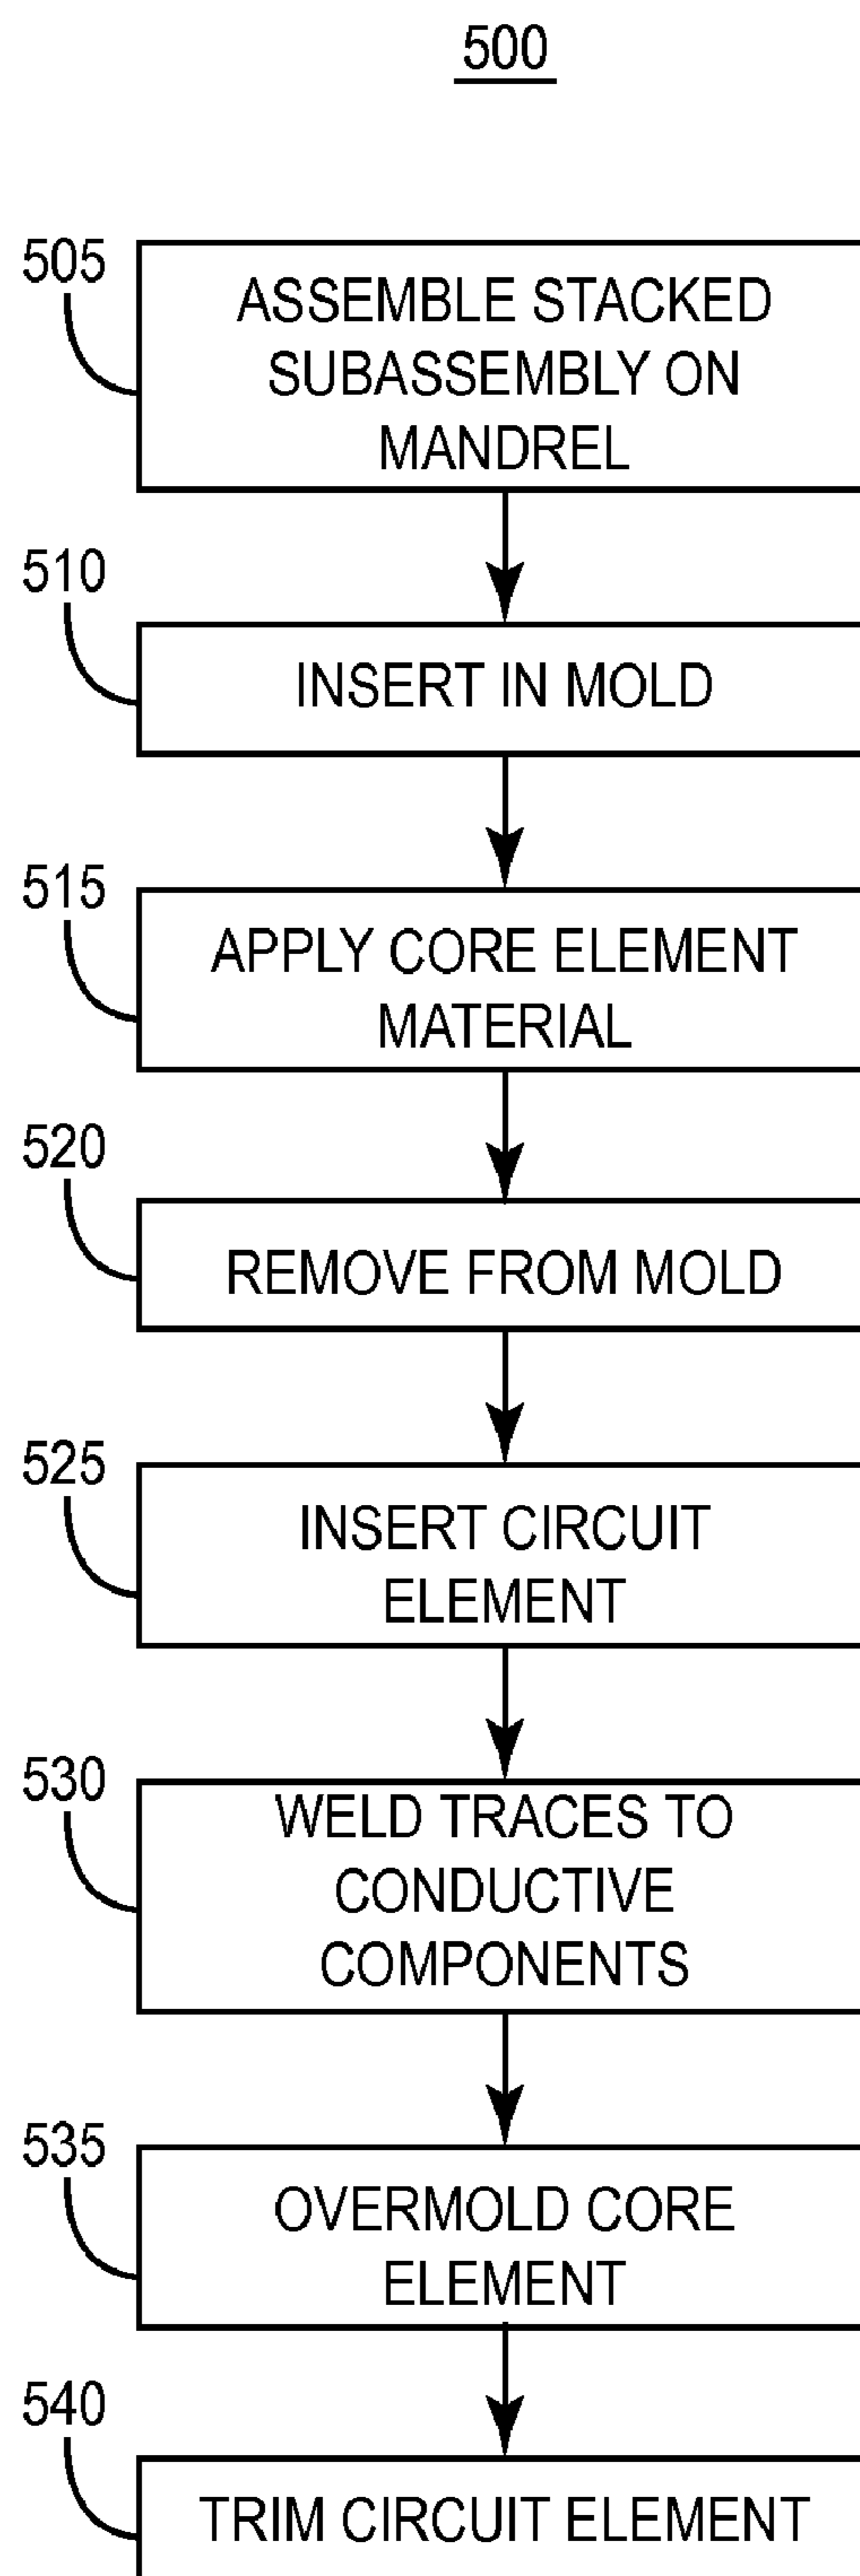 500
505
ASSEMBLE STACKED
SUBASSEMBLY ON
MANDREL
510
INSERT IN MOLD
515
APPLY CORE ELEMENT
MATERIAL
520
REMOVE FROM MOLD
525
INSERT CIRCUIT
ELEMENT
530
WELD TRACES TO
CONDUCTIVE
COMPONENTS
535
OVERMOLD CORE
ELEMENT
540
TRIM CIRCUIT ELEMENT